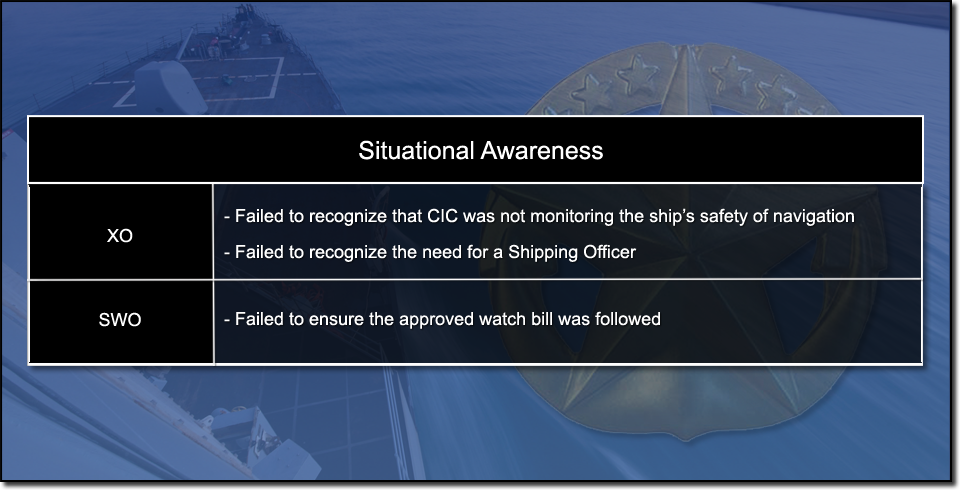 Situational Awareness
XO
- Failed to recognize that CIC was not monitoring the ship’s safety of navigation
- Failed to recognize the need for a Shipping Officer
SWO
- Failed to ensure the approved watch bill was followed